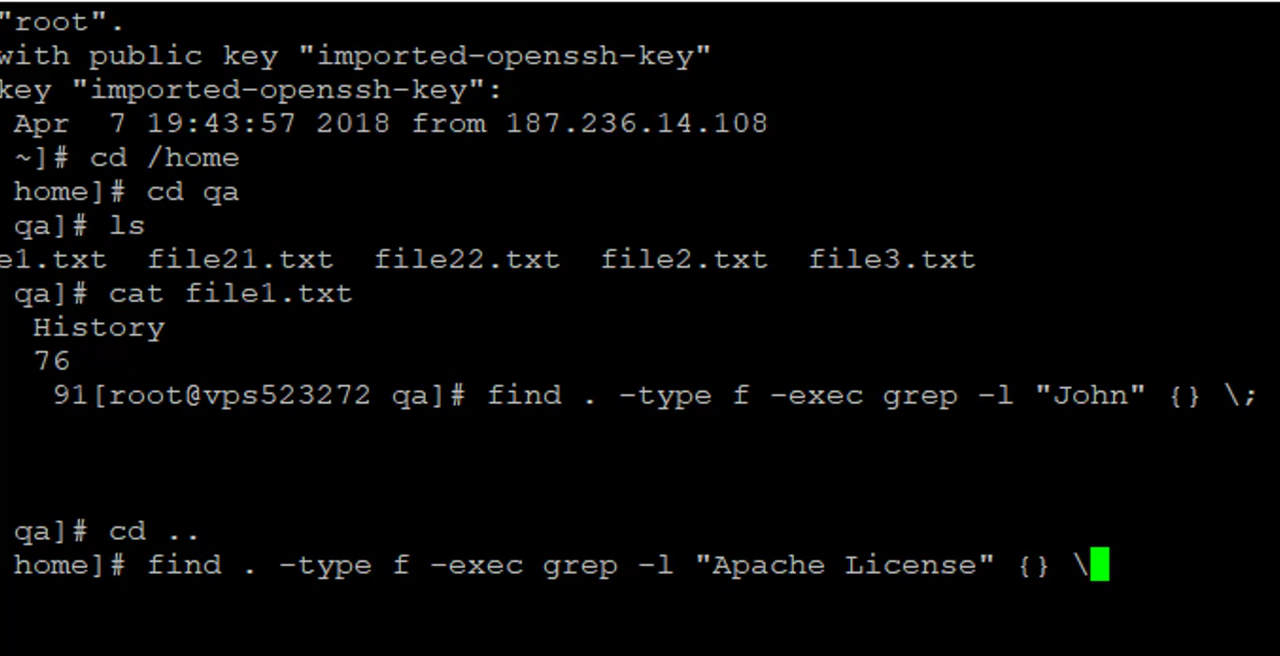 "root".
with public key "imported-openssh-key"
key "imported-openssh-key":
Apr  7 19:43:57 2018 from 187.236.14.108
~]# cd /home
home]# cd qa
qa]# ls
e1.txt  file21.txt  file22.txt  file2.txt  file3.txt
qa]# cat file1.txt
History
76
91[root@vps523272 qa]# find . -type f -exec grep -l "John" {} \;
qa]# cd ..
home]# find . -type f -exec grep -l "Apache License" {} \